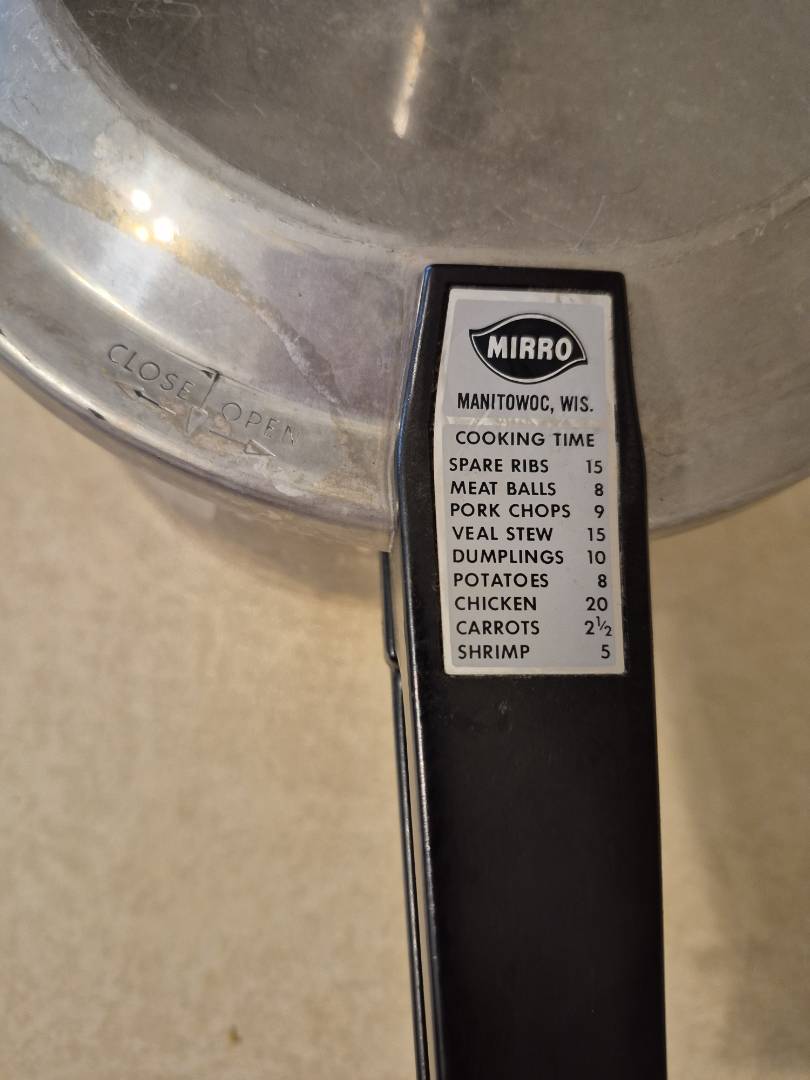 CLOSE OPEN
MIRRO
MANITOWOC, WIS.
COOKING TIME
SPARE RIBS 15
MEAT BALLS 8
PORK CHOPS 9
VEAL STEW 15
DUMPLINGS 10
POTATOES 8
CHICKEN 20
CARROTS 2½
SHRIMP 5